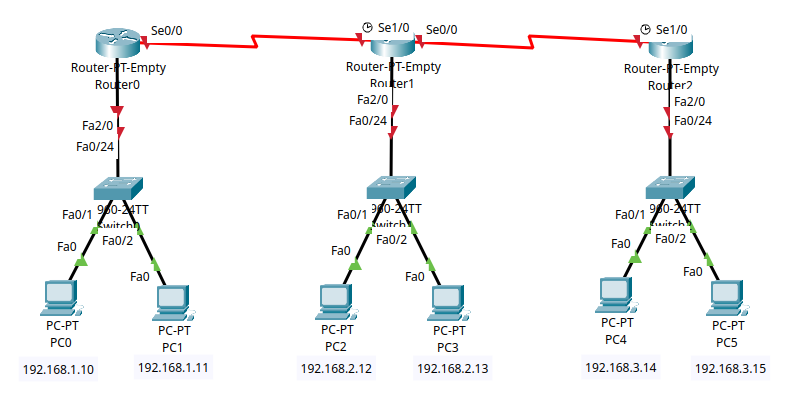 Se0/0
Se1/0
Se0/0
Se1/0
Router-PT-Empty
Router0
Router-PT-Empty
Router1
Router-PT-Empty
Router2
Fa2/0
Fa0/24
Fa2/0
Fa0/24
Fa2/0
Fa0/24
960-24TT
Switch0
960-24TT
960-24TT
Fa0/1
Fa0/2
Fa0/1
Fa0/2
Fa0/1
Fa0/2
Fa0
Fa0
Fa0
Fa0
Fa0
Fa0
PC-PT
PC0
PC-PT
PC1
PC-PT
PC2
PC-PT
PC3
PC-PT
PC4
PC-PT
PC5
192.168.1.10
192.168.1.11
192.168.2.12
192.168.2.13
192.168.3.14
192.168.3.15